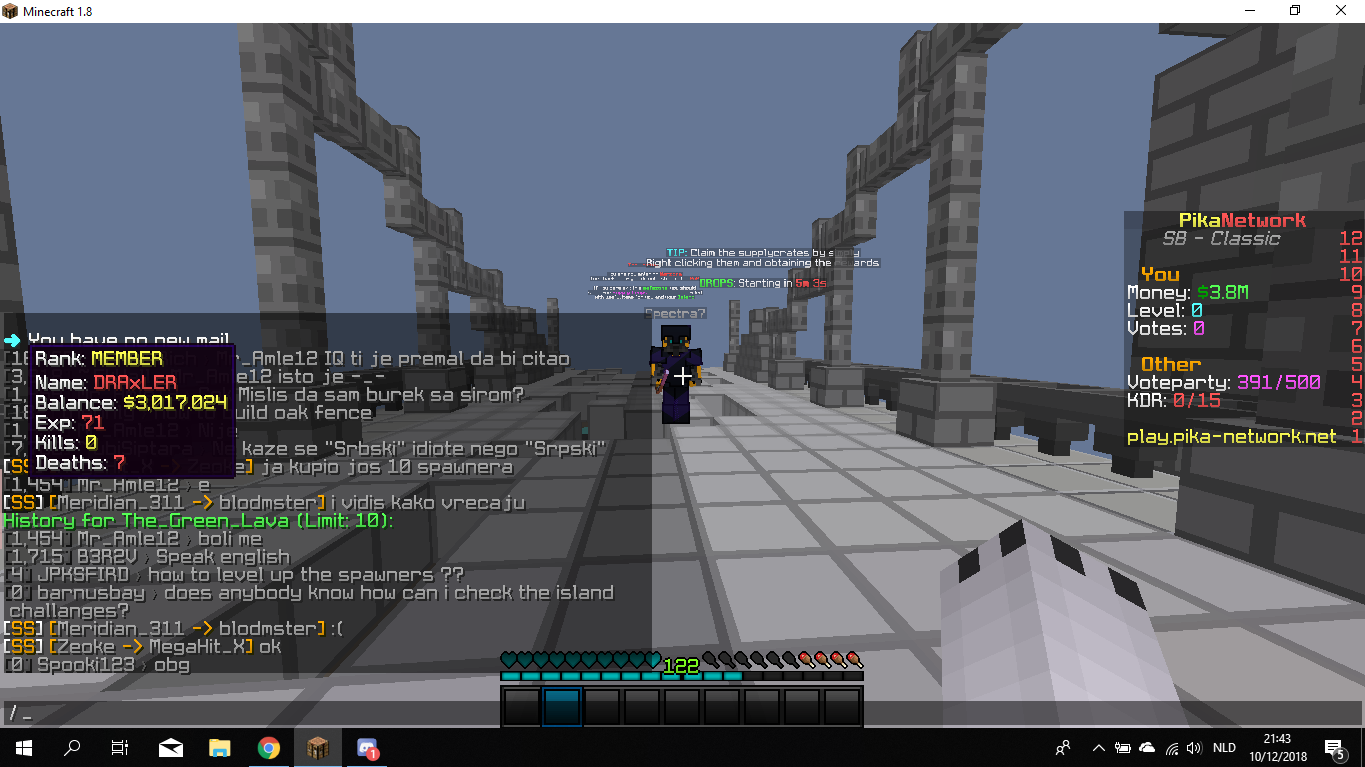 Minecraft 1.8
TIP: Claim the supplycrates by simply
Right clicking them and obtaining the rewards
DROPS: Starting in 5m 3s
Spectra?
PikaNetwork
SB - Classic 12
11
You 10
Money: $3.8M 9
Level: 0 8
Votes: 0 7
6
Other 5
Voteparty: 391/500 4
KDR: 0/15 3
2
play.pika-network.net 1
You have no new mail
Mr_Amle12 IQ ti je premal da bi citao
isto je -_-
Mislis da sam burek sa sirom?
oak fence
kaze se "Srbski" idiote nego "Srpski"
ja kupio jos 10 spawnera
Rank: MEMBER
Name: DRAxLER
Balance: $3,017.024
Exp: 71
Kills: 0
Deaths: 7
[1,454] Mr_Amle12 › e
[SS] [Meridian_311 -> blodmster] i vidis kako vrecaju
History for The_Green_Lava (Limit: 10):
[1,454] Mr_Amle12 › boli me
[1,715] B3R2V › Speak english
[4] JPKSFIRD › how to level up the spawners ??
[0] barnusbay › does anybody know how can i check the island
challanges?
[SS] [Meridian_311 -> blodmster] :(
[SS] [Zeoke -> MegaHit_X] ok
[0] Spooki123 › obg
122
/ _
1
NLD
21:43
10/12/2018
5